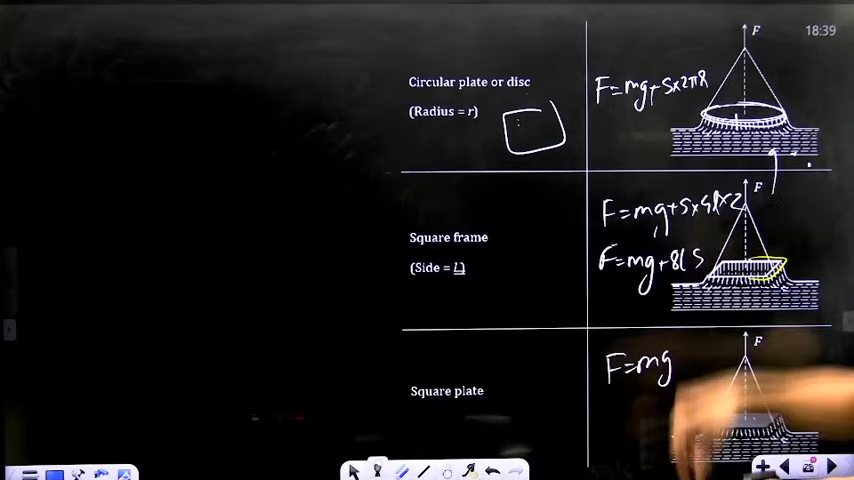 18:39
F
Circular plate or disc
(Radius = r)
F=mg+S×2πr
F
Square frame
(Side = L)
F=mg+S×4l×2
F=mg+8lS
F
Square plate
F=mg